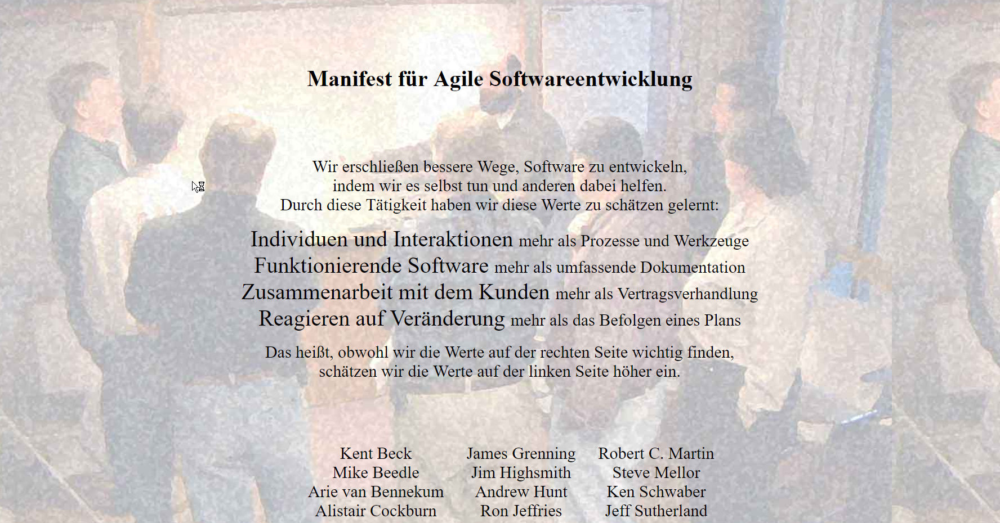 Manifest für Agile Softwareentwicklung
Wir erschließen bessere Wege, Software zu entwickeln,
indem wir es selbst tun und anderen dabei helfen.
Durch diese Tätigkeit haben wir diese Werte zu schätzen gelernt:
Individuen und Interaktionen mehr als Prozesse und Werkzeuge
Funktionierende Software mehr als umfassende Dokumentation
Zusammenarbeit mit dem Kunden mehr als Vertragsverhandlung
Reagieren auf Veränderung mehr als das Befolgen eines Plans
Das heißt, obwohl wir die Werte auf der rechten Seite wichtig finden,
schätzen wir die Werte auf der linken Seite höher ein.
Kent Beck
Mike Beedle
Arie van Bennekum
Alistair Cockburn
James Grenning
Jim Highsmith
Andrew Hunt
Ron Jeffries
Robert C. Martin
Steve Mellor
Ken Schwaber
Jeff Sutherland